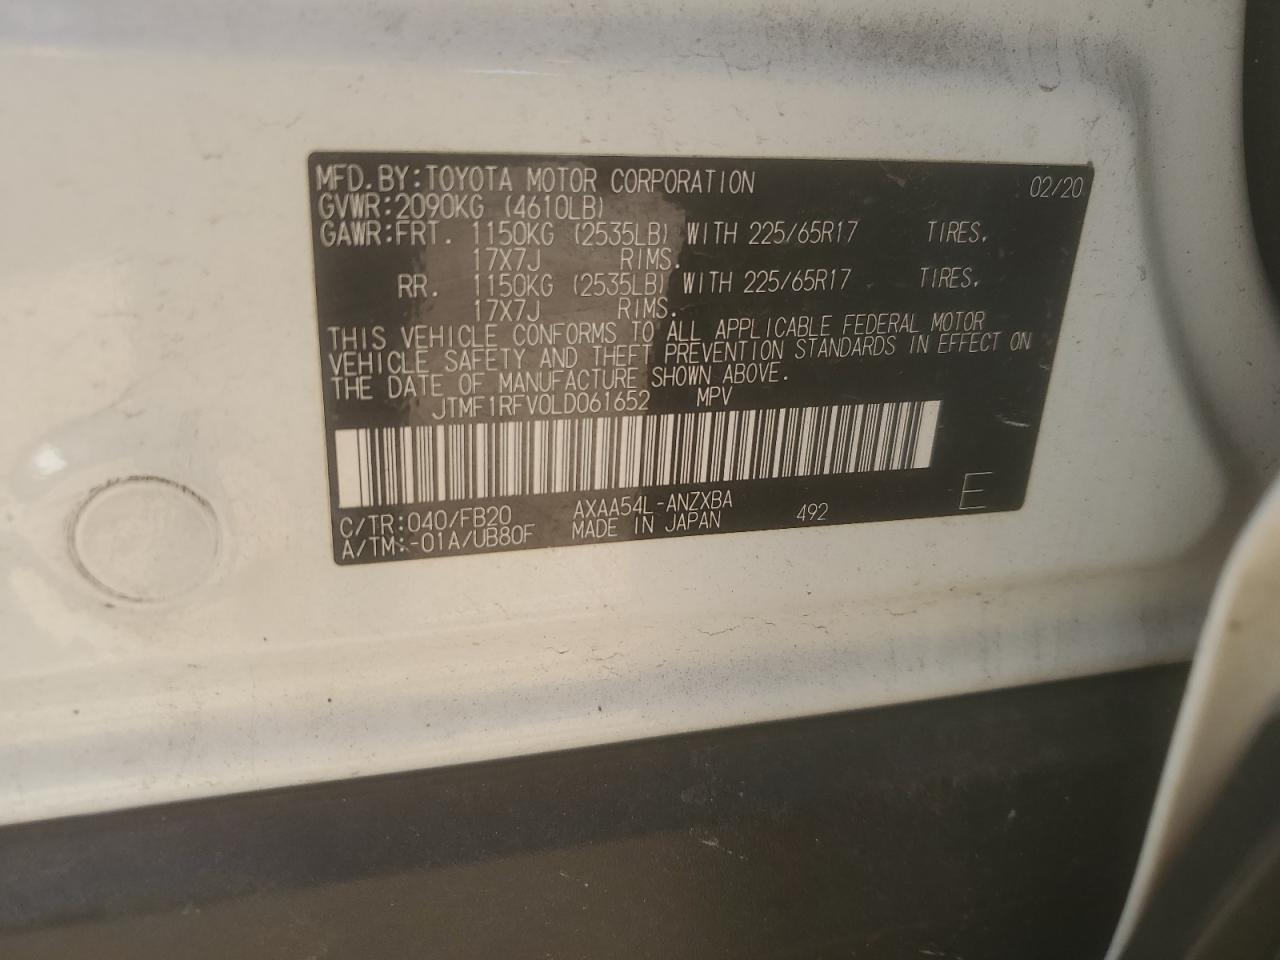 MFD.BY:TOYOTA MOTOR CORPORATION 02/20
GVWR:2090KG (4610LB)
GAWR:FRT. 1150KG (2535LB) WITH 225/65R17 TIRES.
17X7J RIMS.
RR. 1150KG (2535LB) WITH 225/65R17 TIRES.
17X7J RIMS.
THIS VEHICLE CONFORMS TO ALL APPLICABLE FEDERAL MOTOR
VEHICLE SAFETY AND THEFT PREVENTION STANDARDS IN EFFECT ON
THE DATE OF MANUFACTURE SHOWN ABOVE.
JTMF1RFV0LD061652 MPV
C/TR:040/FB20 AXAA54L-ANZXBA 492 E
A/TM:-01A/UB80F MADE IN JAPAN